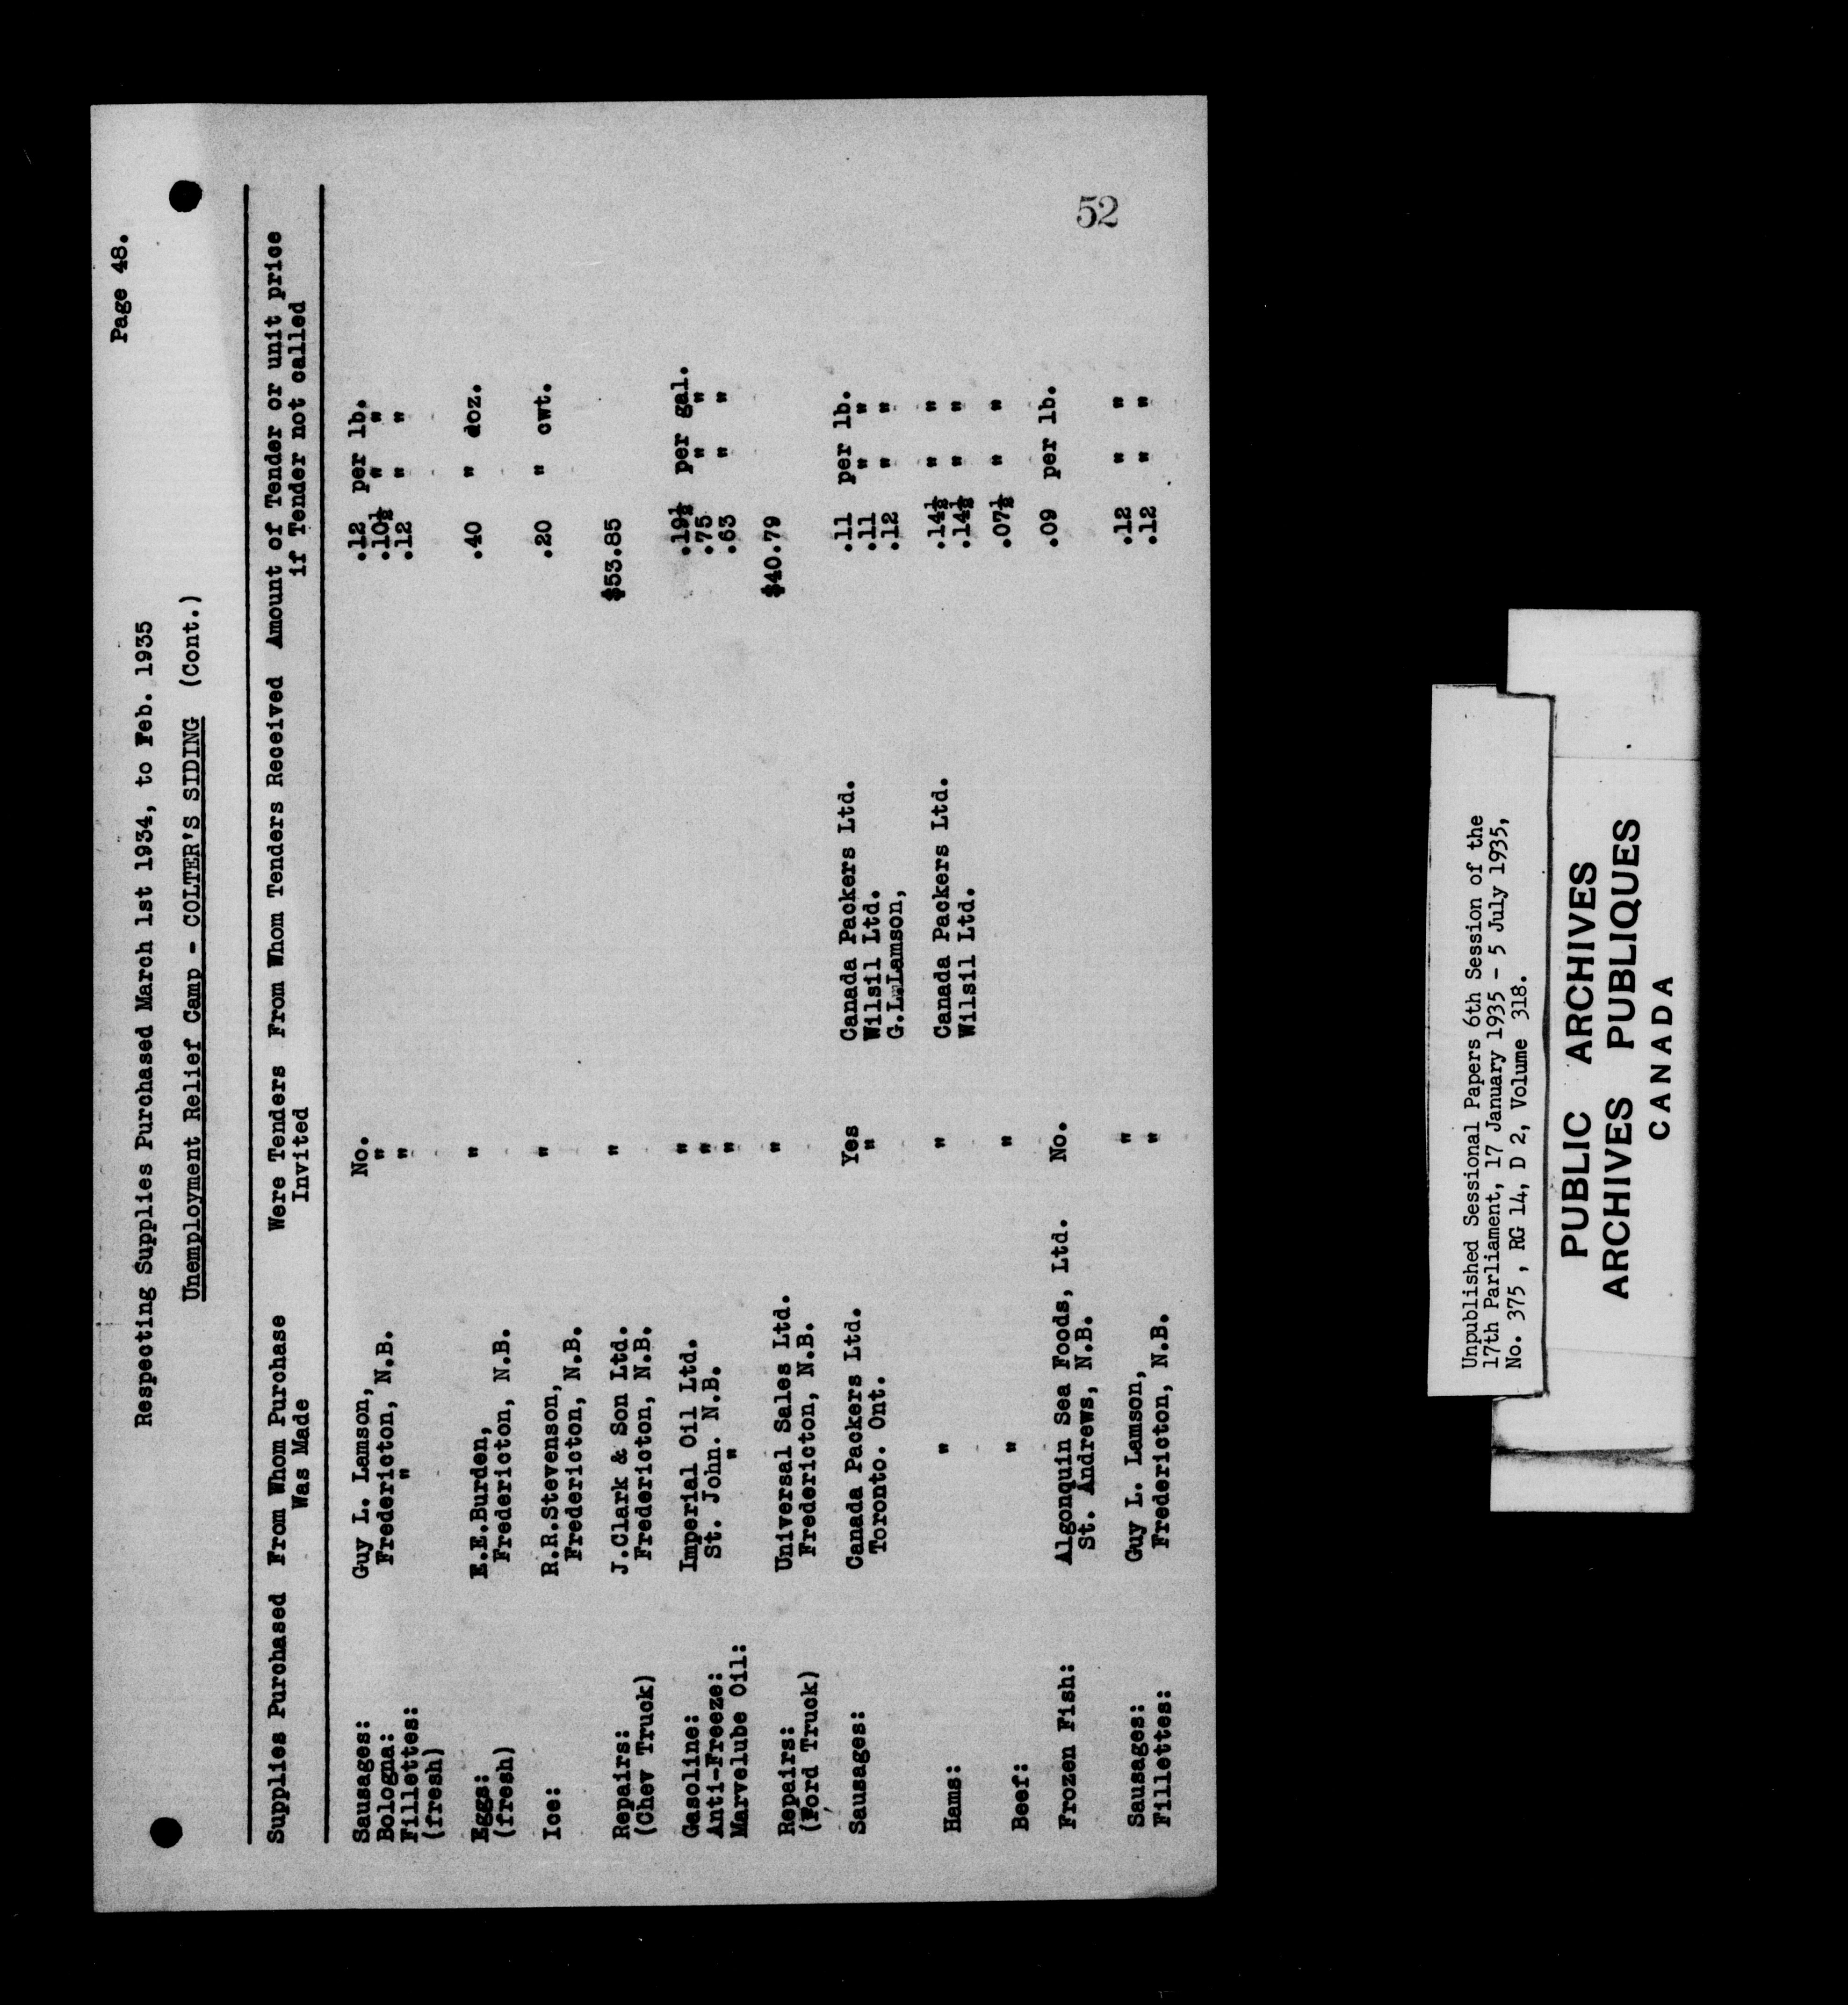 Page 48.
Respecting Supplies Purchased March 1st 1934, to Feb. 1935
Unemployment Relief Camp - COLTER'S SIDING (Cont.)
Supplies Purchased From Whom Purchase Were Tenders From Whom Tenders Received Amount of Tender or unit price
Was Made Invited if Tender not called
Sausages: Guy L. Lamson, No. .12 per lb.
Bologna: Fredericton, N.B. " .10½ " "
Fillettes: " " .12 " "
(fresh)
Eggs: E.E.Burden, " .40 " doz.
(fresh) Fredericton, N.B.
Ice: R.R.Stevenson, " .20 " cwt.
Fredericton, N.B.
Repairs: J.Clark & Son Ltd. " $53.85
(Chev Truck) Fredericton, N.B.
Gasoline: Imperial Oil Ltd. " .19½ per gal.
Anti-Freeze: St. John. N.B. " .75 " "
Marvelube Oil: " " .63 " "
Repairs: Universal Sales Ltd. " $40.79
(Ford Truck) Fredericton, N.B.
Sausages: Canada Packers Ltd. Yes Canada Packers Ltd. .11 per lb.
Toronto. Ont. " Wilsil Ltd. .11 " "
G.L.Lamson, .12 " "
Hams: " " Canada Packers Ltd. .14½ " "
Wilsil Ltd. .14½ " "
Beef: " " .07½ " "
Frozen Fish: Algonquin Sea Foods, Ltd. No. .09 per lb.
St. Andrews, N.B.
Sausages: Guy L. Lamson, " .12 " "
Fillettes: Fredericton, N.B. " .12 " "
52
Unpublished Sessional Papers 6th Session of the
17th Parliament, 17 January 1935 - 5 July 1935,
No. 375 , RG 14, D 2, Volume 318.
PUBLIC ARCHIVES
ARCHIVES PUBLIQUES
CANADA